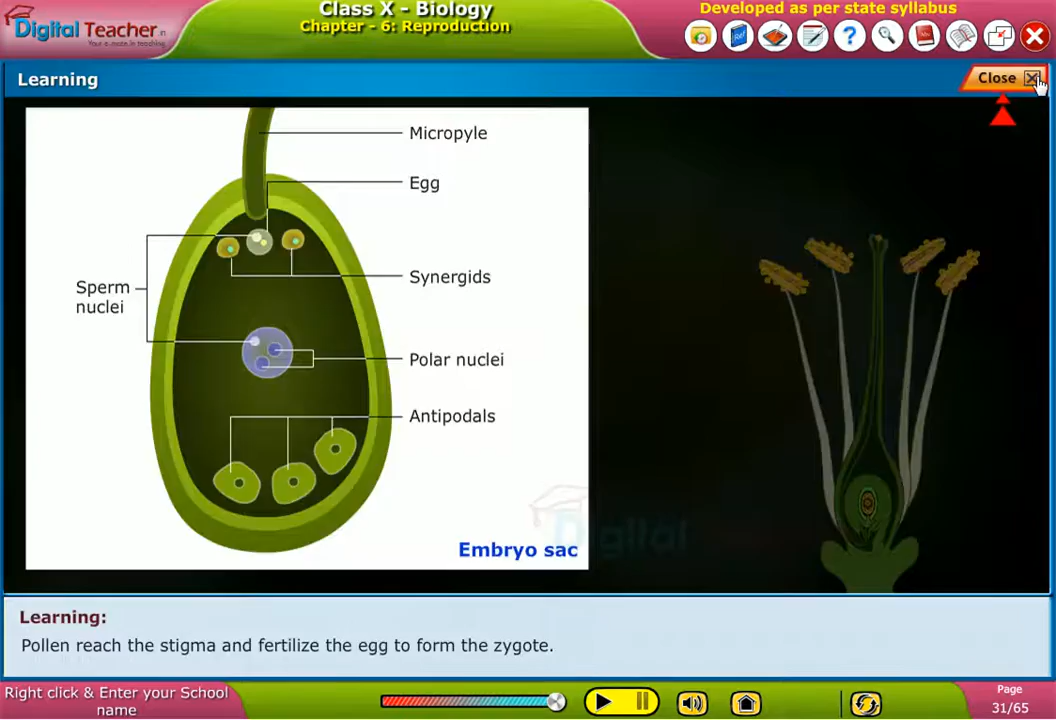 Digital Teacher.in
Your e-mate in teaching
Class X - Biology
Chapter - 6: Reproduction
Developed as per state syllabus
Ref
?
Learning
Close
Micropyle
Egg
Synergids
Sperm
nuclei
Polar nuclei
Antipodals
Digital
Embryo sac
Learning:
Pollen reach the stigma and fertilize the egg to form the zygote.
Right click & Enter your School
name
Page
31/65